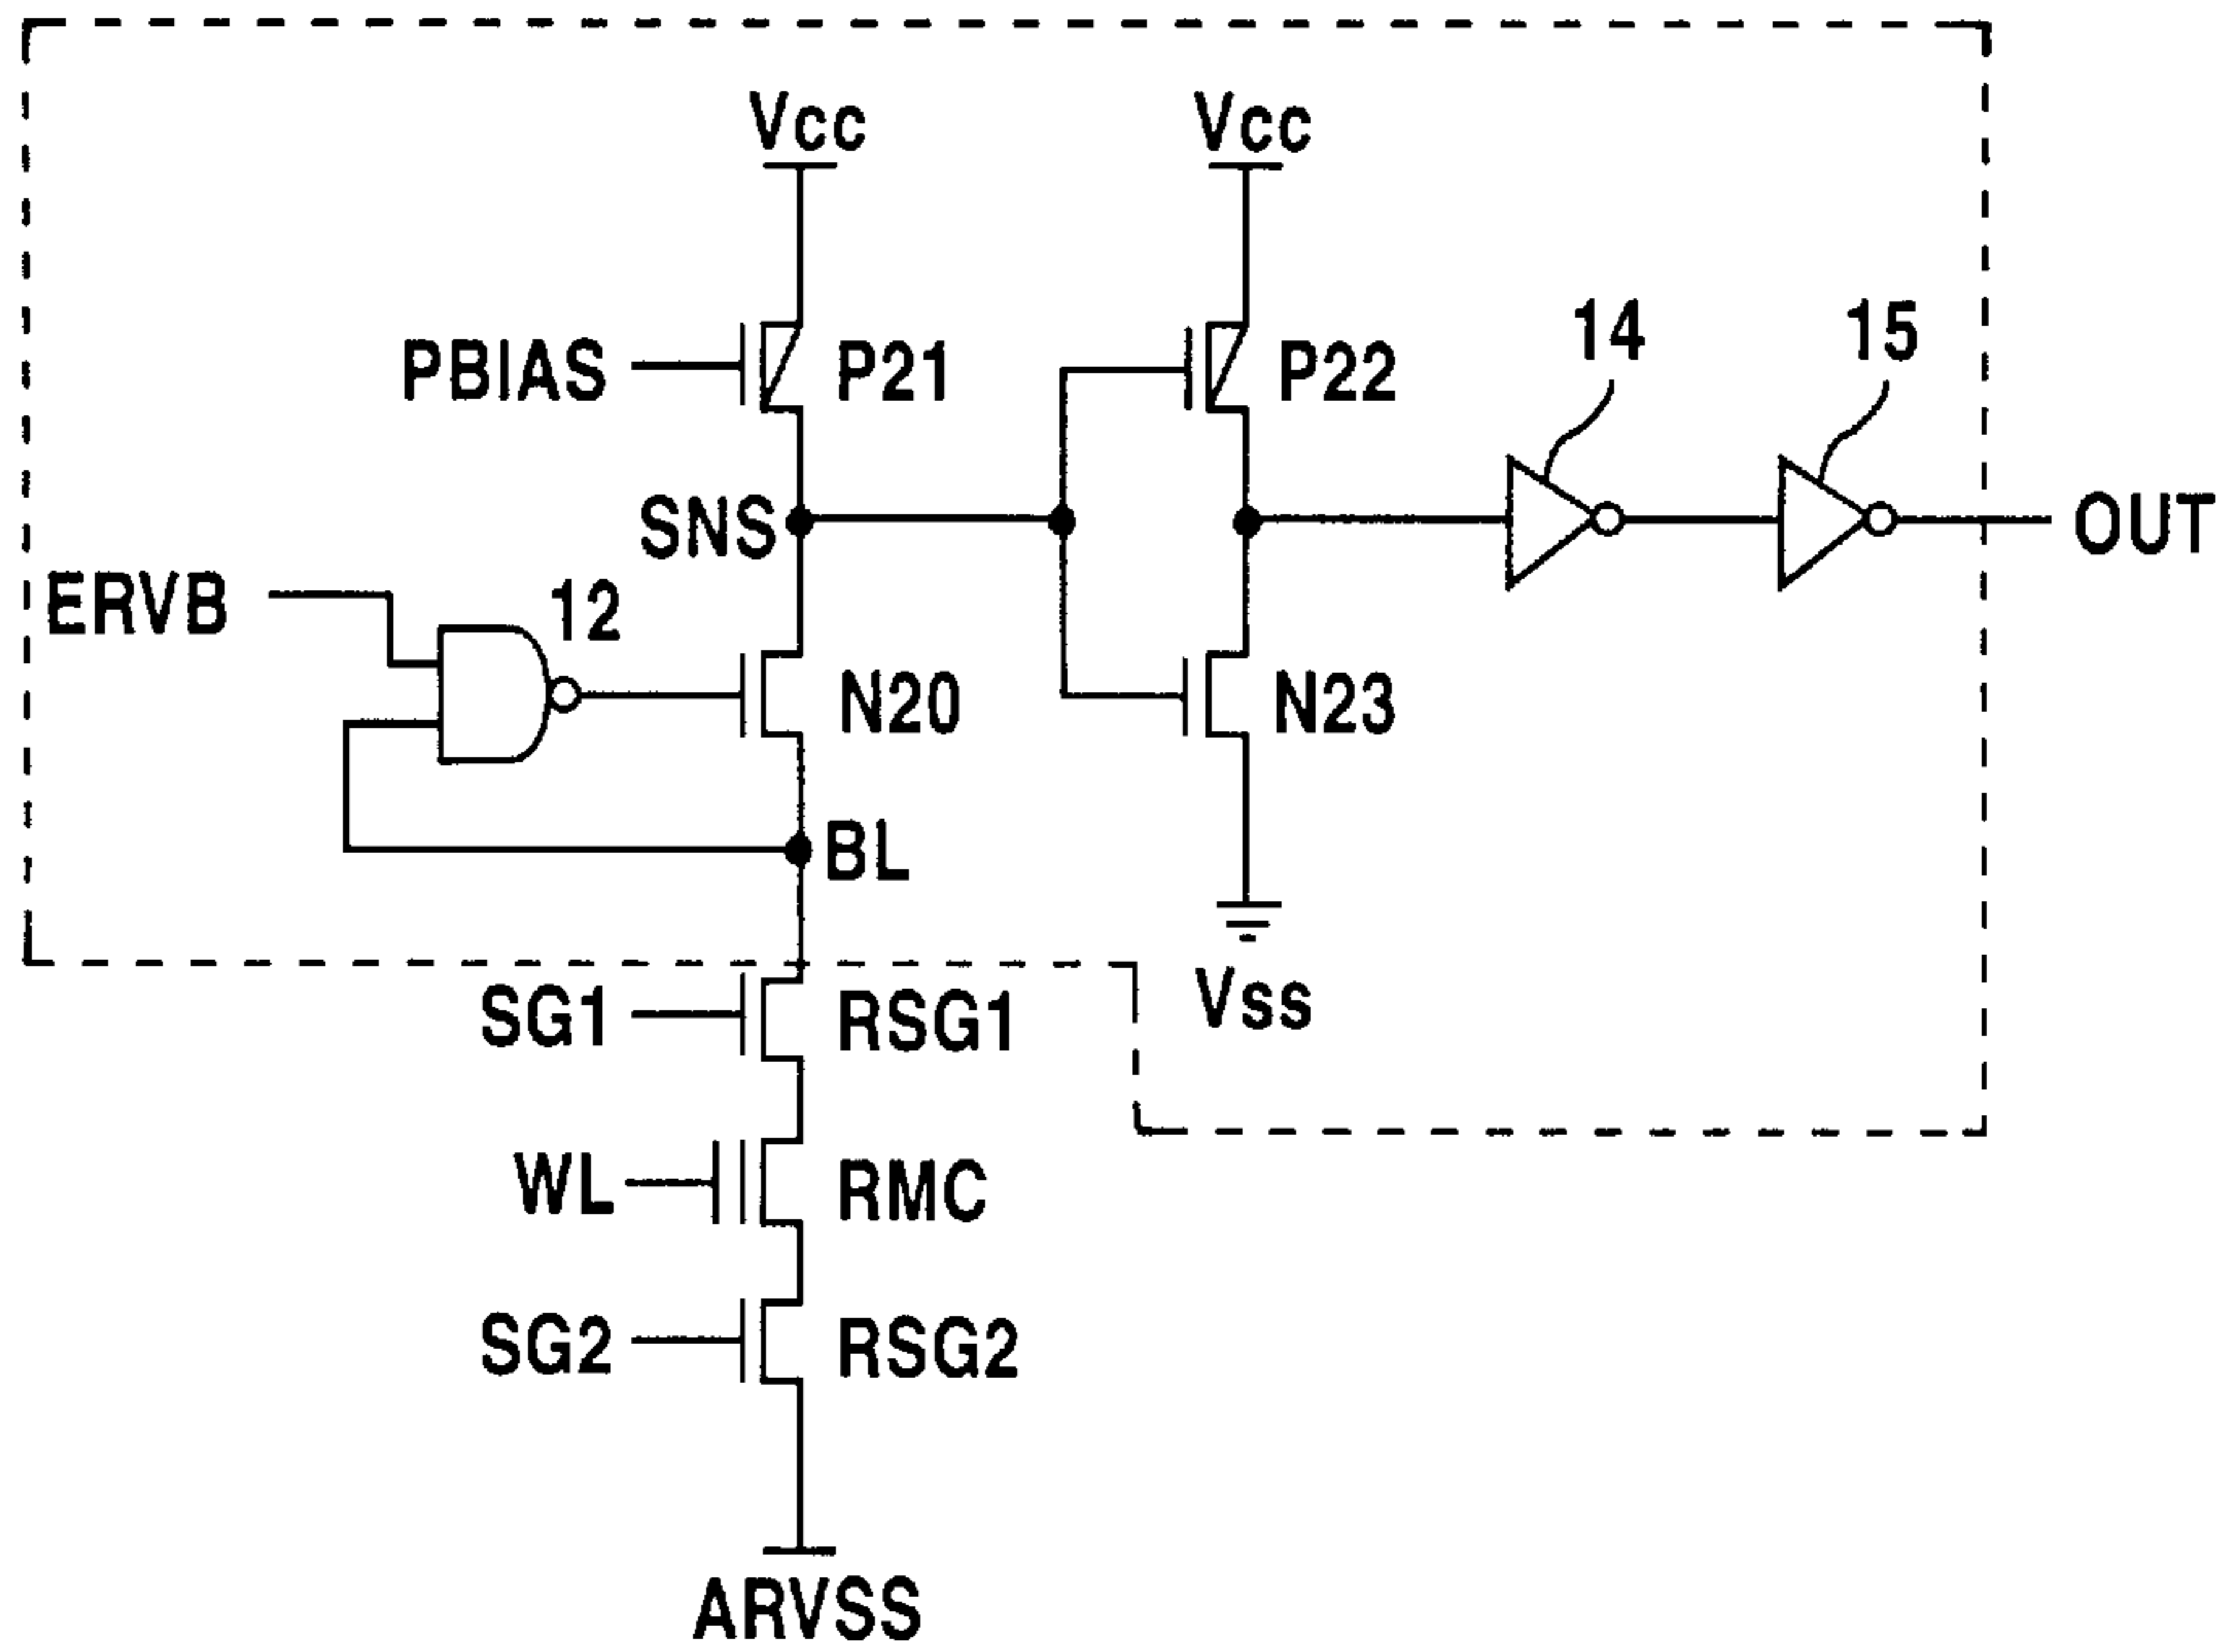 Vcc
Vcc
14
15
PBIAS
P21
P22
SNS
OUT
ERVB
12
N20
N23
BL
SG1
RSG1
Vss
WL
RMC
SG2
RSG2
ARVSS